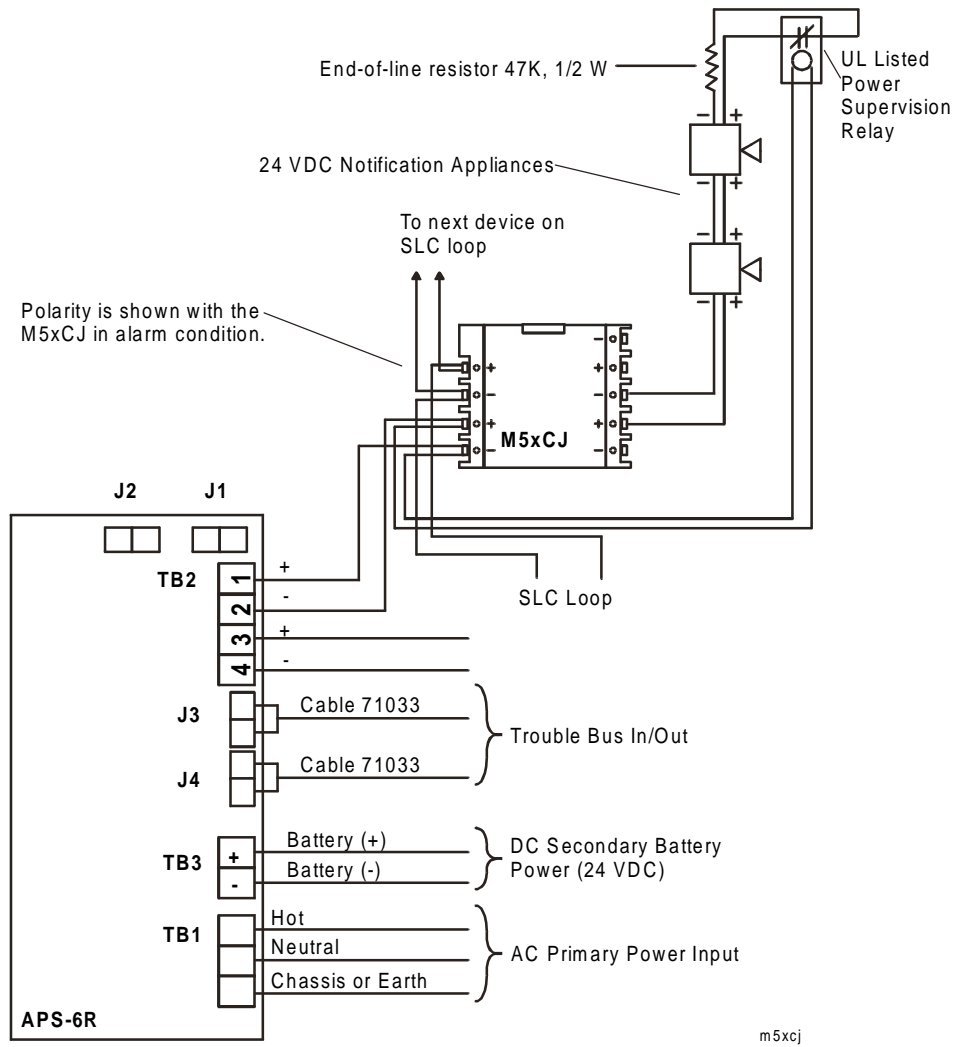 End-of-line resistor 47K, 1/2 W
UL Listed
Power
Supervision
Relay
- +
24 VDC Notification Appliances
- +
- +
- +
To next device on
SLC loop
Polarity is shown with the
M5xCJ in alarm condition.
-
+ +
- -
+ +
- -
M5xCJ
SLC Loop
J2 J1
TB2
1 +
2 -
3 +
4 -
J3
Cable 71033
J4
Cable 71033
Trouble Bus In/Out
TB3
+
-
Battery (+)
Battery (-)
DC Secondary Battery
Power (24 VDC)
TB1
Hot
Neutral
Chassis or Earth
AC Primary Power Input
APS-6R
m5xcj